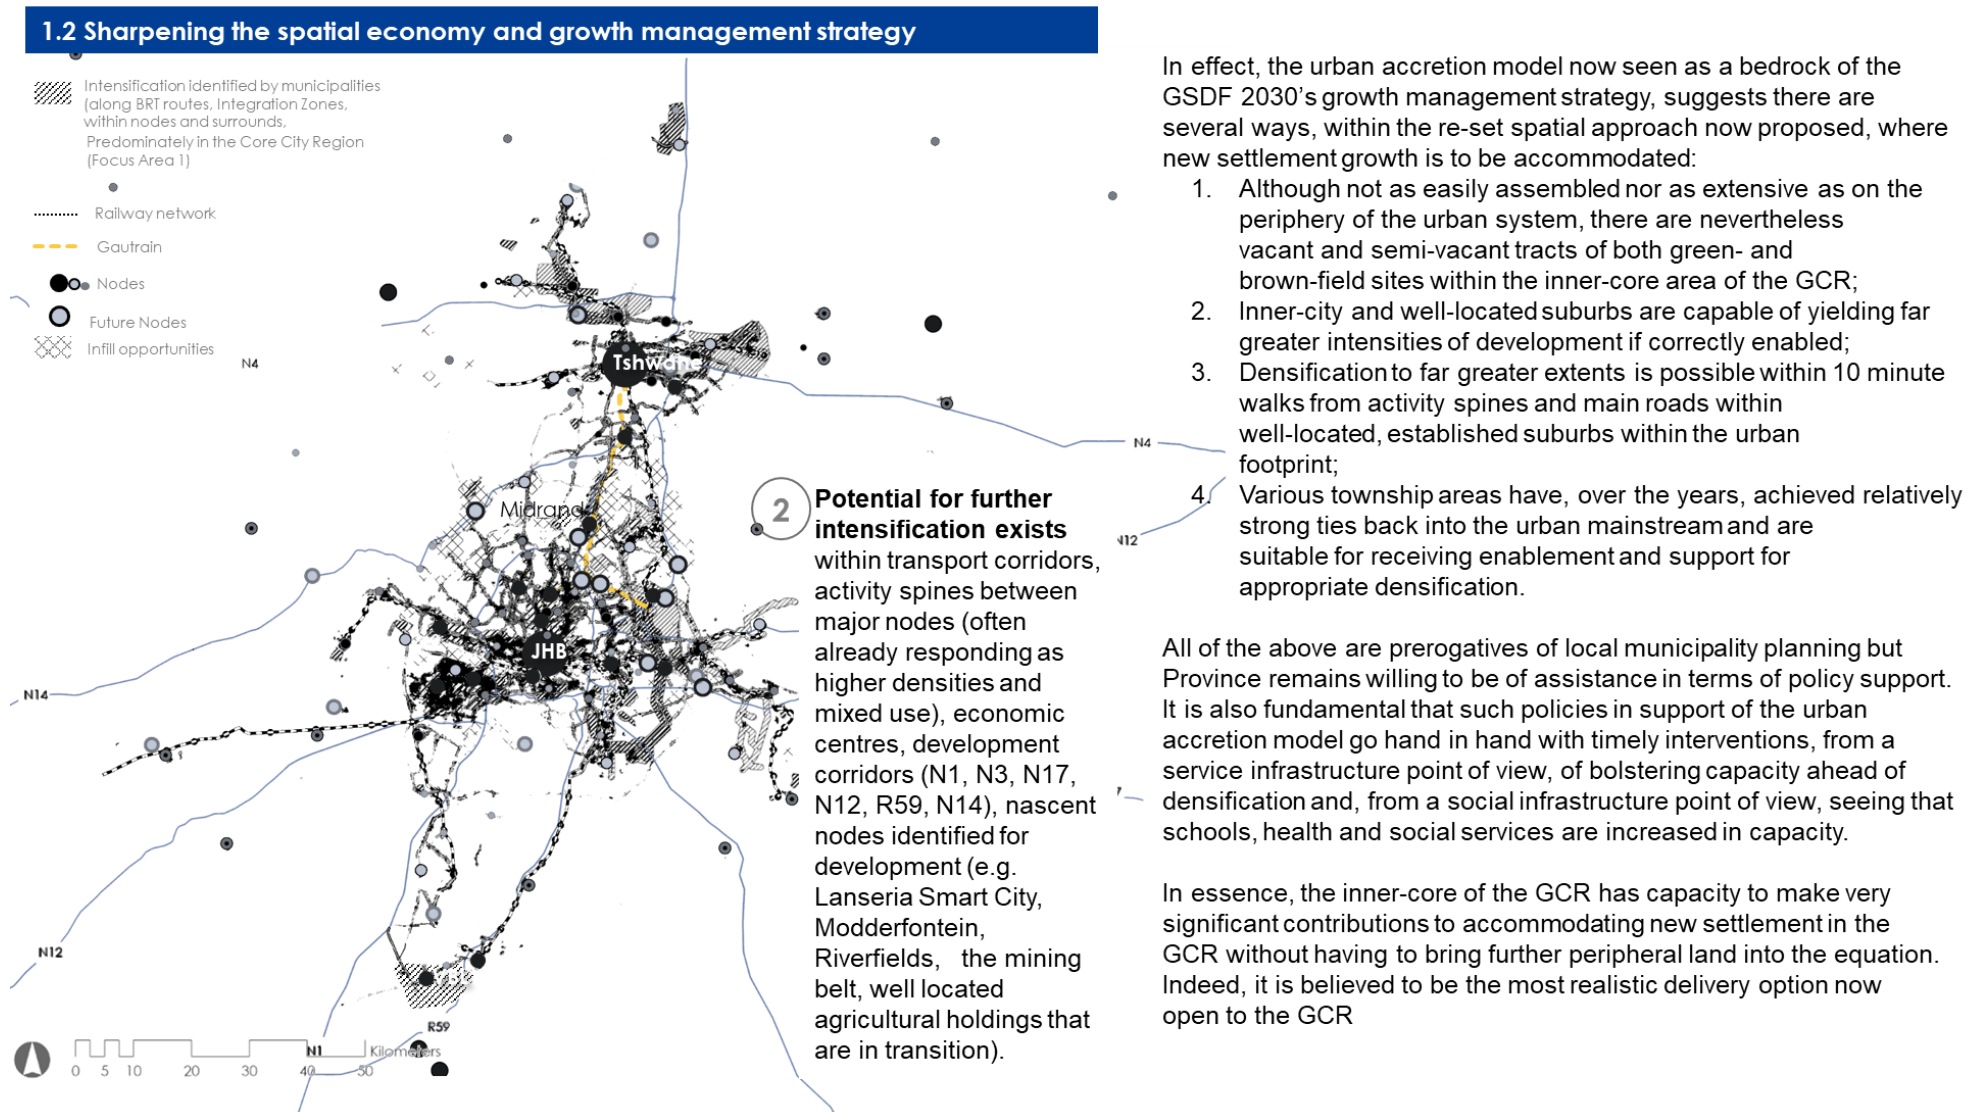 1.2 Sharpening the spatial economy and growth management strategy
Intensification identified by municipalities
(along BRT routes, Integration Zones,
within nodes and surrounds,
Predominately in the Core City Region
(Focus Area 1)
Railway network
Gautrain
Nodes
Future Nodes
Infill opportunities
N4
Tshwane
Midrand
JHB
N14
N12
R59
N1
Kilometers
0 5 10 20 30 40 50
N4
N12
2
Potential for further
intensification exists
within transport corridors,
activity spines between
major nodes (often
already responding as
higher densities and
mixed use), economic
centres, development
corridors (N1, N3, N17,
N12, R59, N14), nascent
nodes identified for
development (e.g.
Lanseria Smart City,
Modderfontein,
Riverfields, the mining
belt, well located
agricultural holdings that
are in transition).
In effect, the urban accretion model now seen as a bedrock of the
GSDF 2030’s growth management strategy, suggests there are
several ways, within the re-set spatial approach now proposed, where
new settlement growth is to be accommodated:
1. Although not as easily assembled nor as extensive as on the
periphery of the urban system, there are nevertheless
vacant and semi-vacant tracts of both green- and
brown-field sites within the inner-core area of the GCR;
2. Inner-city and well-located suburbs are capable of yielding far
greater intensities of development if correctly enabled;
3. Densification to far greater extents is possible within 10 minute
walks from activity spines and main roads within
well-located, established suburbs within the urban
footprint;
4. Various township areas have, over the years, achieved relatively
strong ties back into the urban mainstream and are
suitable for receiving enablement and support for
appropriate densification.
All of the above are prerogatives of local municipality planning but
Province remains willing to be of assistance in terms of policy support.
It is also fundamental that such policies in support of the urban
accretion model go hand in hand with timely interventions, from a
service infrastructure point of view, of bolstering capacity ahead of
densification and, from a social infrastructure point of view, seeing that
schools, health and social services are increased in capacity.
In essence, the inner-core of the GCR has capacity to make very
significant contributions to accommodating new settlement in the
GCR without having to bring further peripheral land into the equation.
Indeed, it is believed to be the most realistic delivery option now
open to the GCR